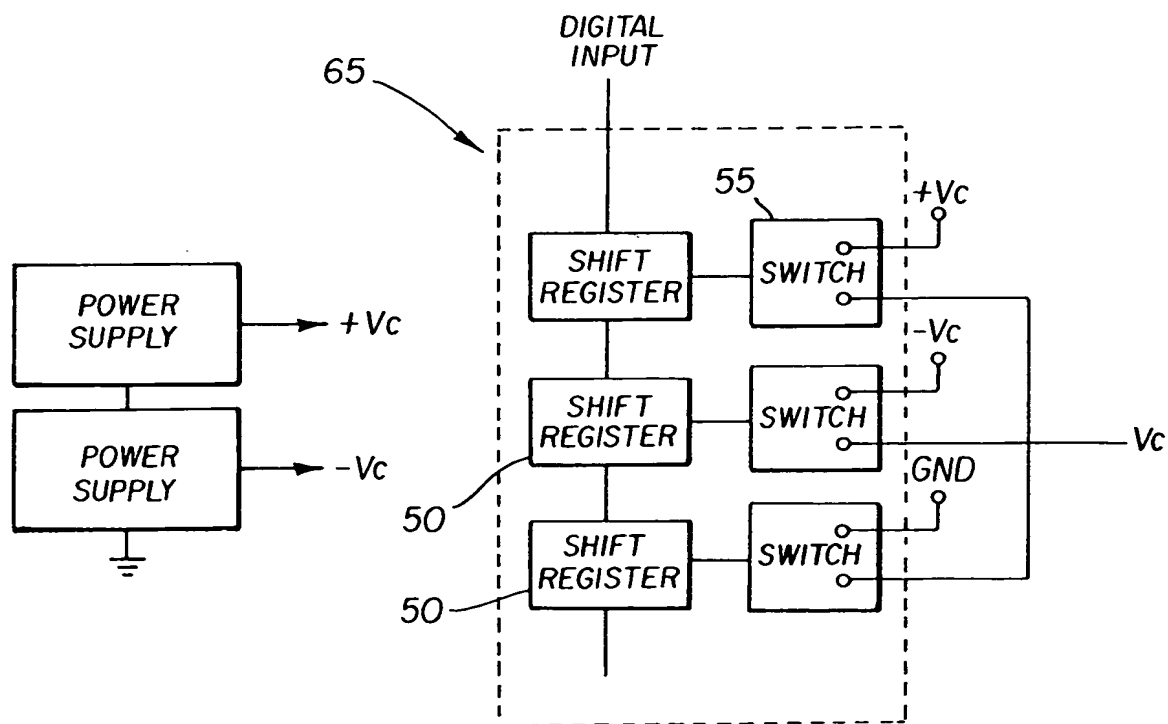 DIGITAL
INPUT
65
55
+Vc
SHIFT
REGISTER
SWITCH
POWER
SUPPLY
+Vc
-Vc
SHIFT
REGISTER
SWITCH
Vc
POWER
SUPPLY
-Vc
GND
50
SHIFT
REGISTER
SWITCH
50